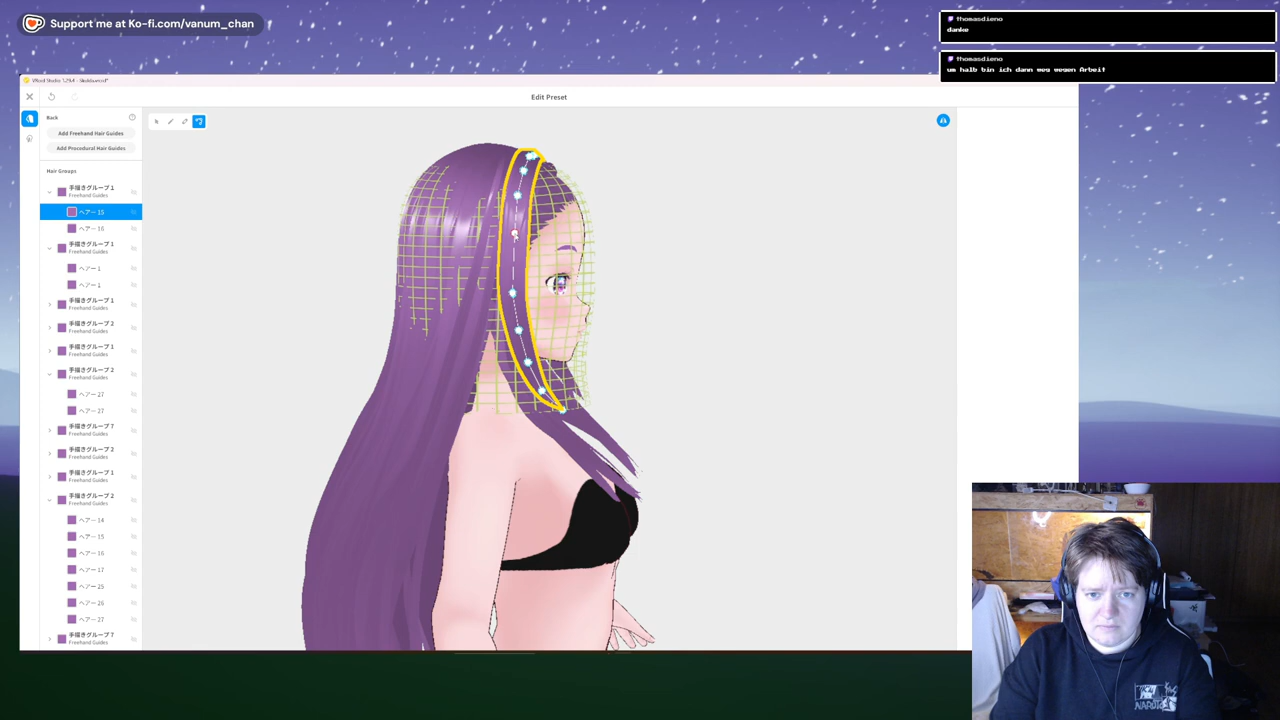 Support me at Ko-fi.com/vanum_chan
thomasdieno
danke
thomasdieno
um halb bin ich dann weg wegen Arbeit
Edit Preset
Back
Add Freehand Hair Guides
Add Procedural Hair Guides
Hair Groups
手描きグループ 1
Freehand Guides
ヘアー 15
ヘアー 16
手描きグループ 1
Freehand Guides
ヘアー 1
ヘアー 1
手描きグループ 1
Freehand Guides
手描きグループ 2
Freehand Guides
手描きグループ 1
Freehand Guides
手描きグループ 2
Freehand Guides
ヘアー 27
ヘアー 27
手描きグループ 7
Freehand Guides
手描きグループ 2
Freehand Guides
手描きグループ 1
Freehand Guides
手描きグループ 2
Freehand Guides
ヘアー 14
ヘアー 15
ヘアー 16
ヘアー 17
ヘアー 25
ヘアー 26
ヘアー 27
手描きグループ 7
Freehand Guides
NARUTO